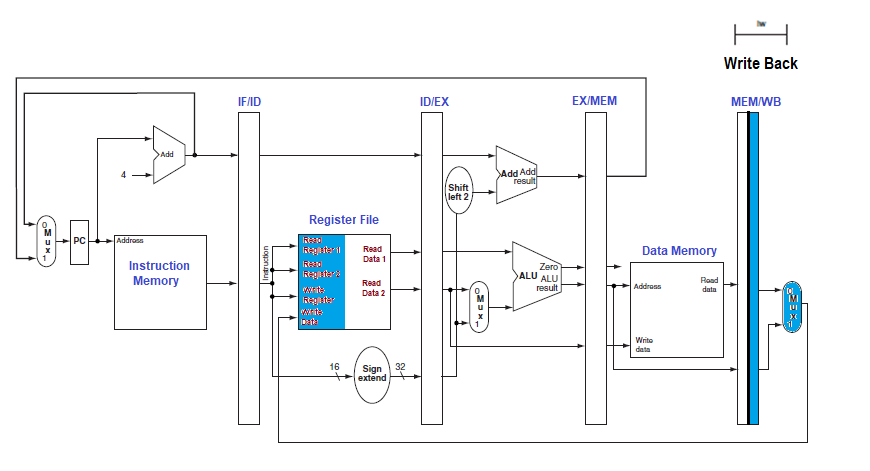 lw
Write Back
IF/ID
ID/EX
EX/MEM
MEM/WB
Add
4
Add Add
result
Shift
left 2
0
M
u
x
1
PC
Address
Instruction
Memory
Instruction
Register File
Read
Register 1
Read
Register 2
Write
Register
Write
Data
Read
Data 1
Read
Data 2
16
Sign
extend
32
0
M
u
x
1
Zero
ALU ALU
result
Data Memory
Address
Read
data
Write
data
0
M
u
x
1